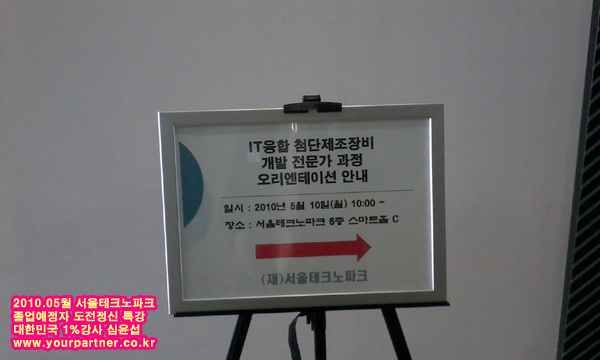 IT융합 첨단제조장비
개발 전문가 과정
오리엔테이션 안내
일시 : 2010년 5월 10일(월) 10:00 -
장소 : 서울테크노파크 6층 스마트홀 C
(재)서울테크노파크
2010.05월 서울테크노파크
졸업예정자 도전정신 특강
대한민국 1%강사 심윤섭
www.yourpartner.co.kr